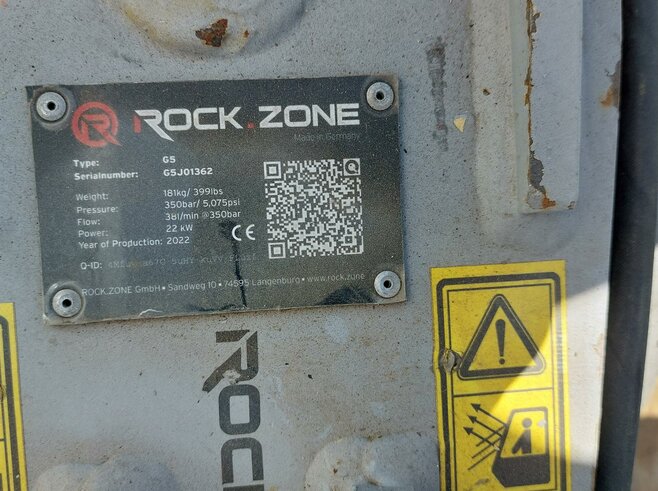 ROCK.ZONE
Made in Germany
Type: G5
Serialnumber: G5J01362
Weight: 181kg/ 399lbs
Pressure: 350bar/ 5,075psi
Flow: 38l/min @350bar
Power: 22 kW
Year of Production: 2022
CE
Q-ID:
ROCK.ZONE GmbH • Sandweg 10 • 74595 Langenburg • www.rock.zone
ROCK